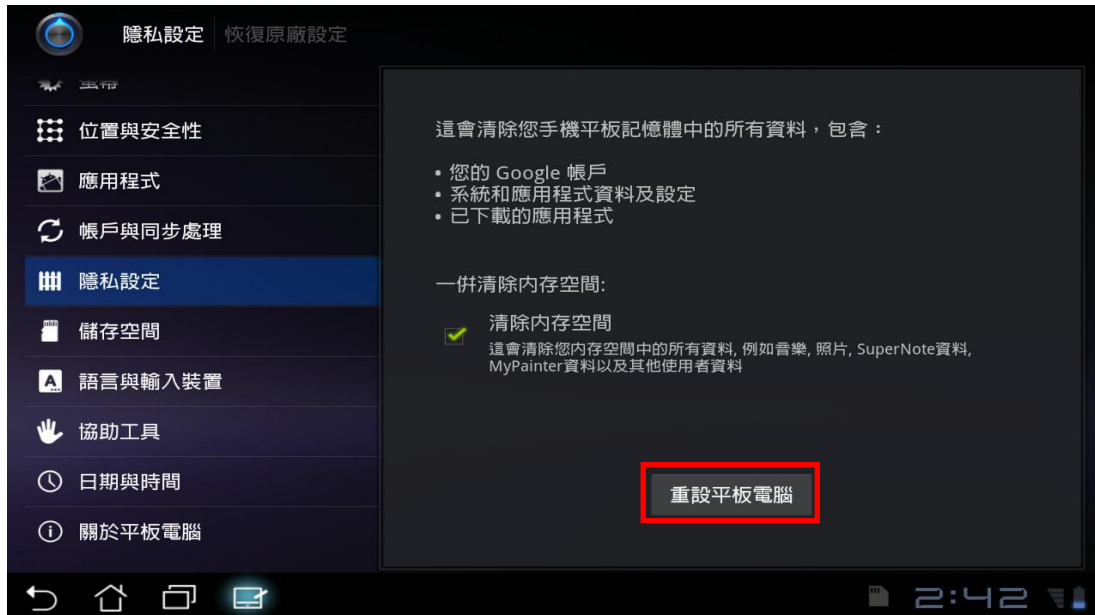 隱私設定 恢復原廠設定
螢幕
位置與安全性
應用程式
帳戶與同步處理
隱私設定
儲存空間
語言與輸入裝置
協助工具
日期與時間
關於平板電腦
這會清除您手機平板記憶體中的所有資料，包含：
• 您的 Google 帳戶
• 系統和應用程式資料及設定
• 已下載的應用程式
一併清除內存空間:
清除內存空間
這會清除您內存空間中的所有資料, 例如音樂, 照片, SuperNote資料,
MyPainter資料以及其他使用者資料
重設平板電腦
2:42